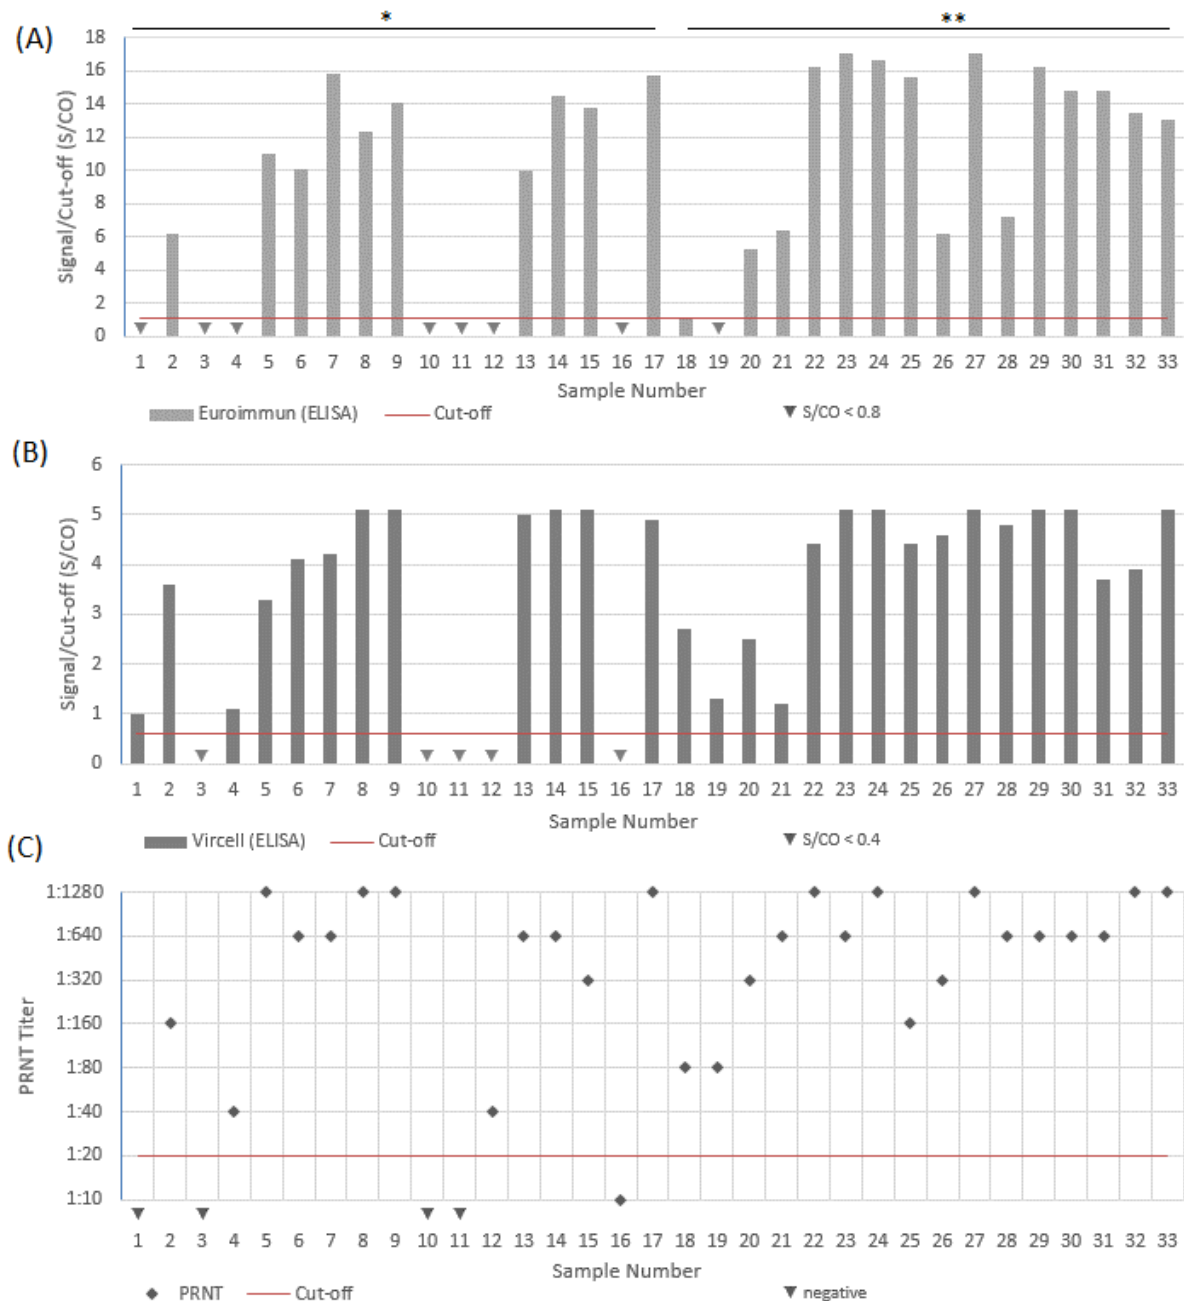 * **
(A)
18
16
14
12
10
8
6
4
2
0
Signal/Cut-off (S/CO)
1 2 3 4 5 6 7 8 9 10 11 12 13 14 15 16 17 18 19 20 21 22 23 24 25 26 27 28 29 30 31 32 33
Sample Number
Euroimmun (ELISA) Cut-off S/CO < 0.8
(B)
6
5
4
3
2
1
0
Signal/Cut-off (S/CO)
1 2 3 4 5 6 7 8 9 10 11 12 13 14 15 16 17 18 19 20 21 22 23 24 25 26 27 28 29 30 31 32 33
Sample Number
Vircell (ELISA) Cut-off S/CO < 0.4
(C)
1:1280
1:640
1:320
1:160
1:80
1:40
1:20
1:10
PRNT Titer
1 2 3 4 5 6 7 8 9 10 11 12 13 14 15 16 17 18 19 20 21 22 23 24 25 26 27 28 29 30 31 32 33
Sample Number
PRNT Cut-off negative